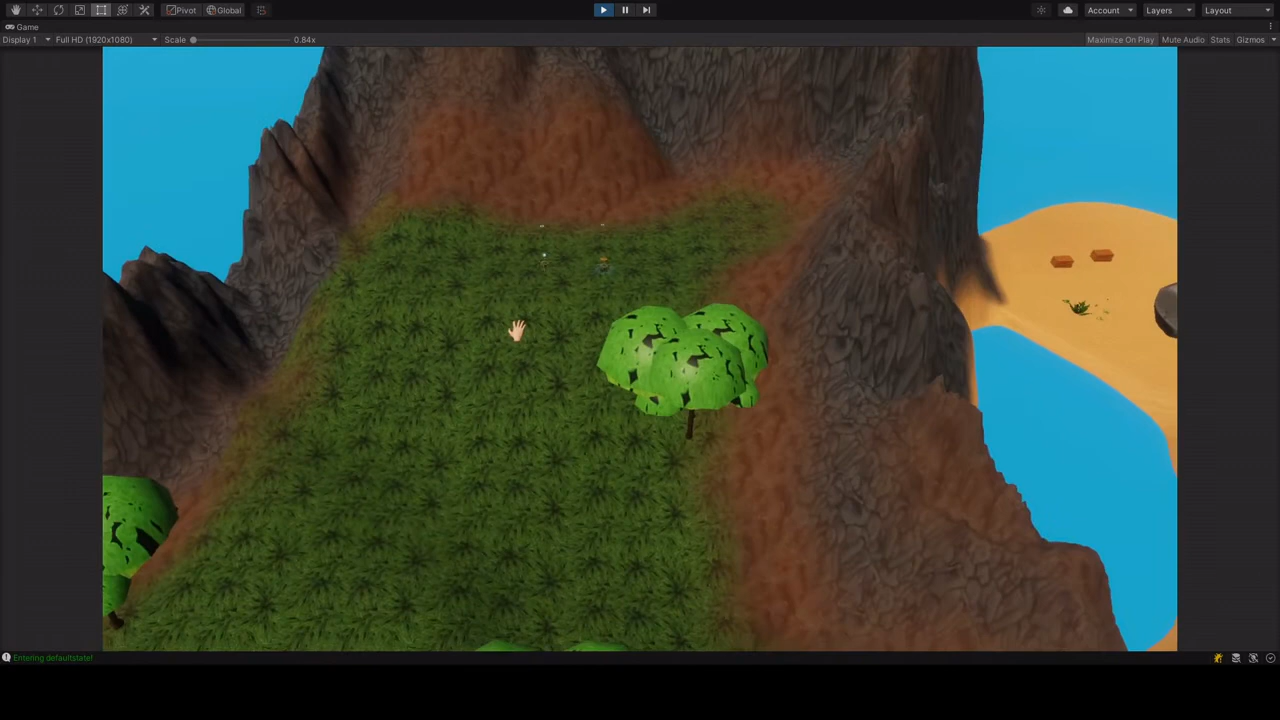 Pivot Global Account Layers Layout
Game
Display 1 Full HD (1920x1080) Scale 0.84x Maximize On Play Mute Audio Stats Gizmos
Entering defaultstate!